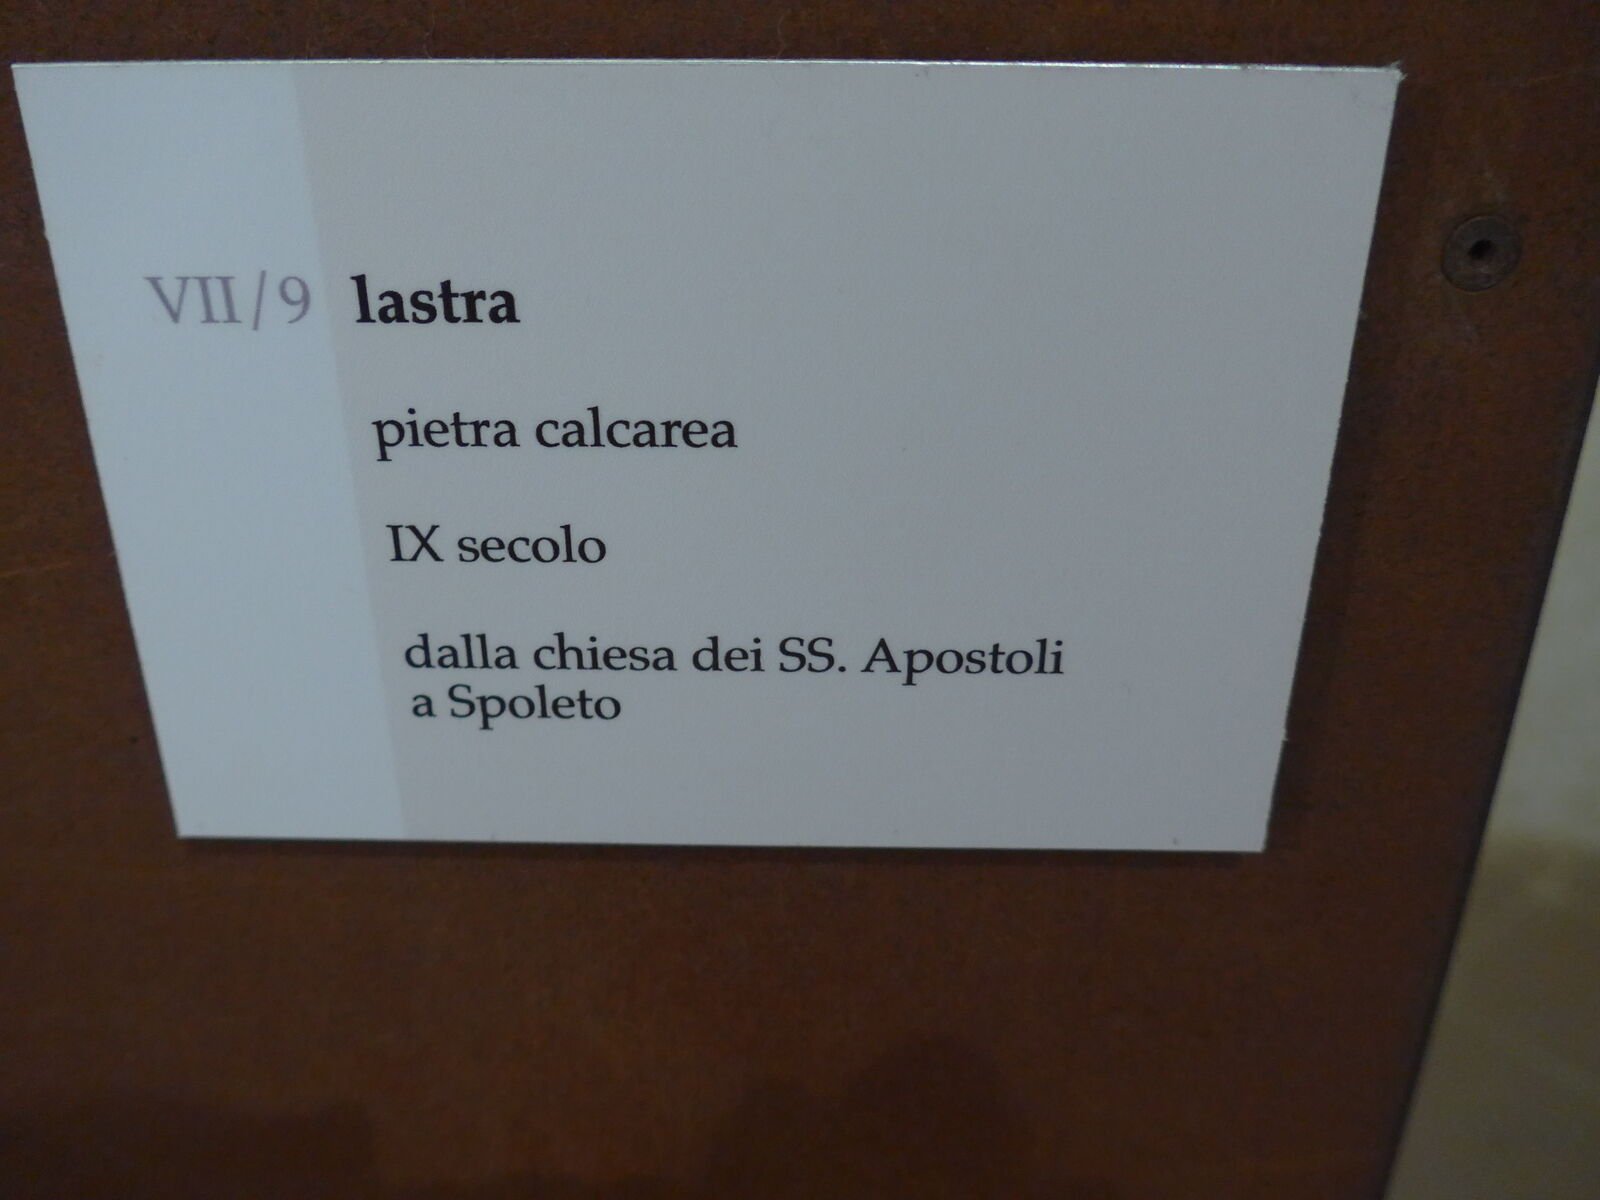 VII/9 lastra
pietra calcarea
IX secolo
dalla chiesa dei SS. Apostoli
a Spoleto